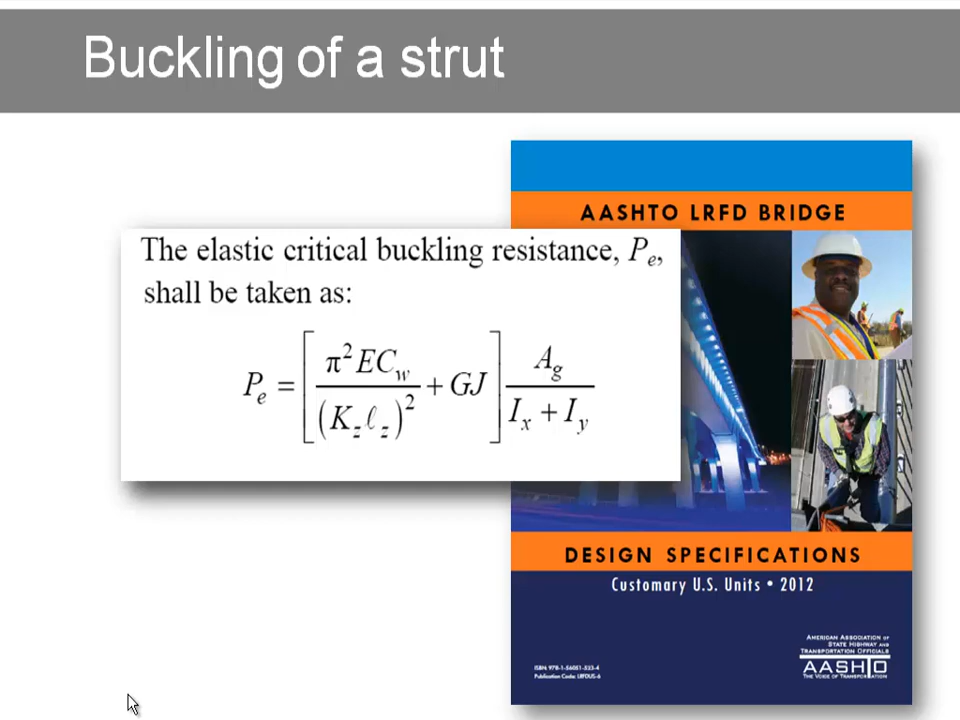 Buckling of a strut
The elastic critical buckling resistance, Pₑ,
shall be taken as:
Pₑ = [π²EC_w / (K_z ℓ_z)² + GJ] A_g / (I_x + I_y)
AASHTO LRFD BRIDGE
DESIGN SPECIFICATIONS
Customary U.S. Units • 2012
AMERICAN ASSOCIATION OF
STATE HIGHWAY AND
TRANSPORTATION OFFICIALS
AASHTO
THE VOICE OF TRANSPORTATION
ISBN: 978-1-56051-523-4
Publication Code: LRFDUS-6